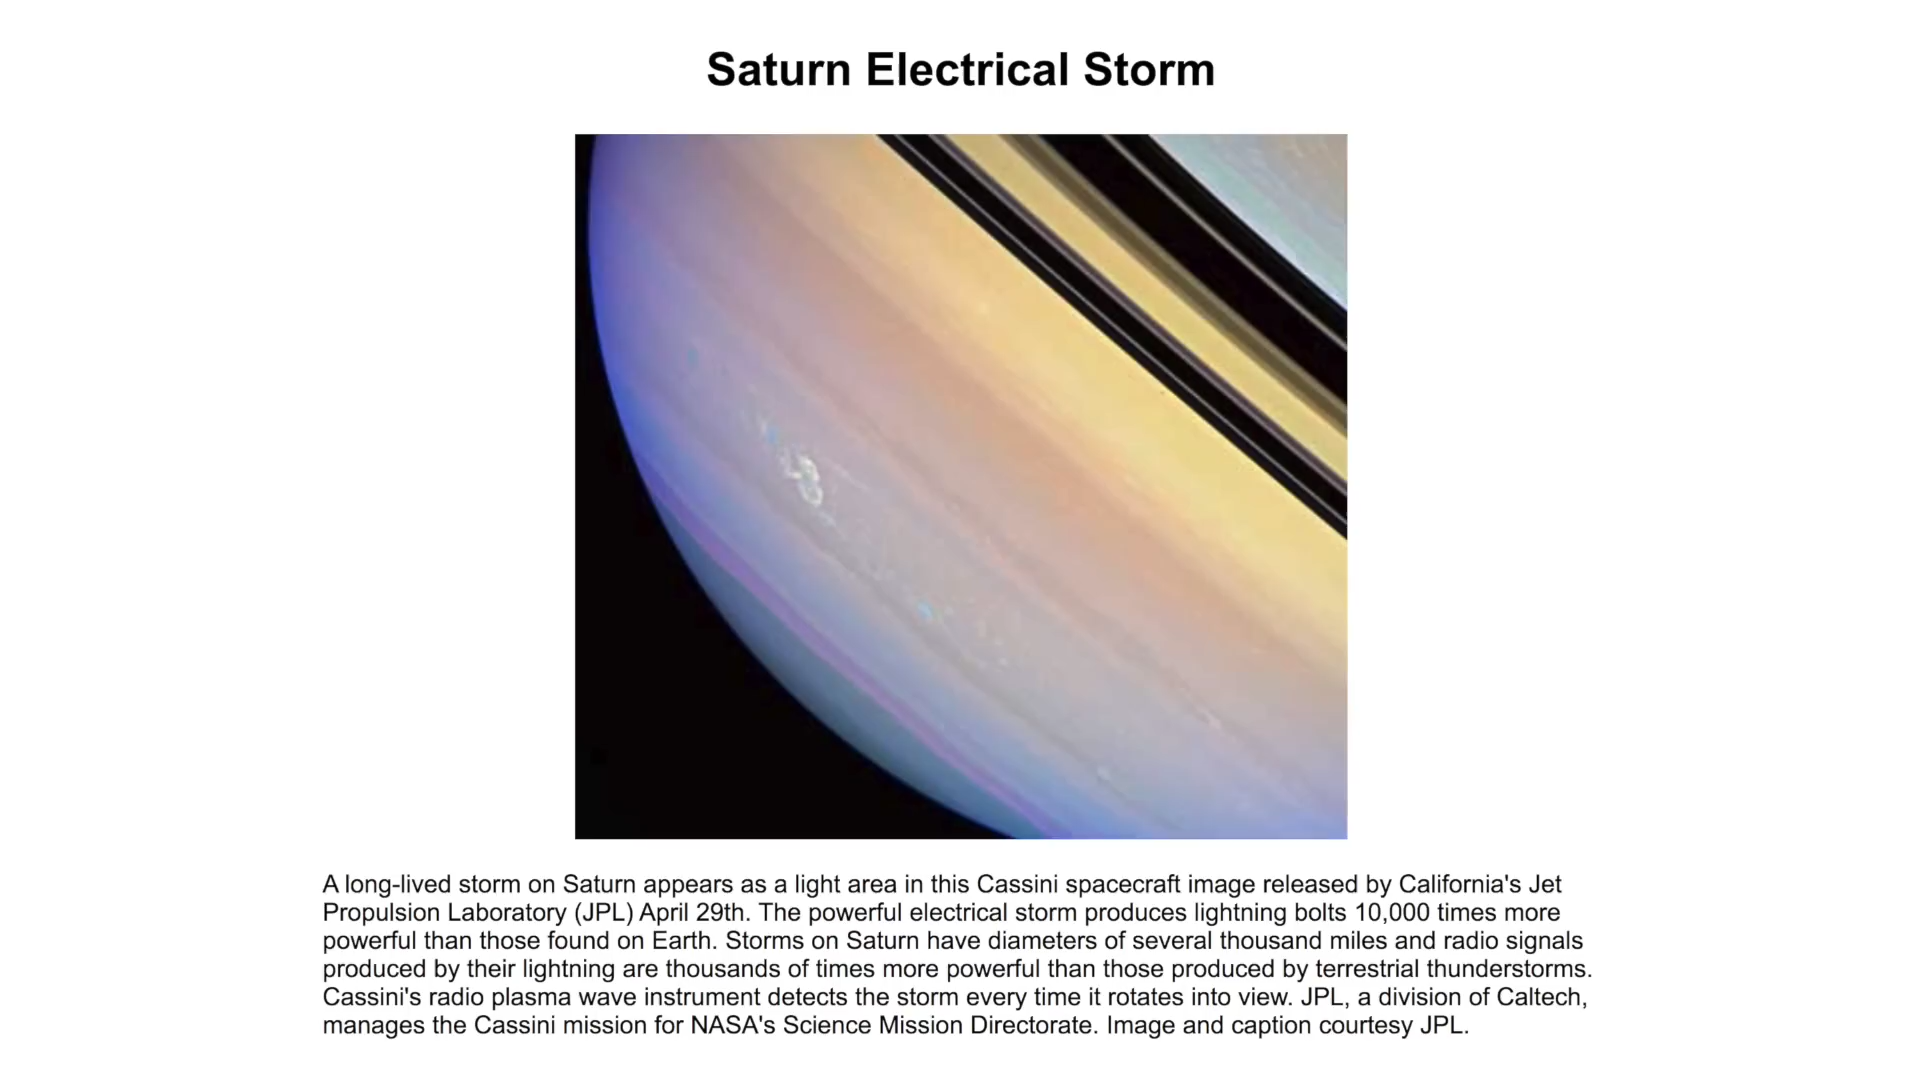 Saturn Electrical Storm
A long-lived storm on Saturn appears as a light area in this Cassini spacecraft image released by California's Jet
Propulsion Laboratory (JPL) April 29th. The powerful electrical storm produces lightning bolts 10,000 times more
powerful than those found on Earth. Storms on Saturn have diameters of several thousand miles and radio signals
produced by their lightning are thousands of times more powerful than those produced by terrestrial thunderstorms.
Cassini's radio plasma wave instrument detects the storm every time it rotates into view. JPL, a division of Caltech,
manages the Cassini mission for NASA's Science Mission Directorate. Image and caption courtesy JPL.